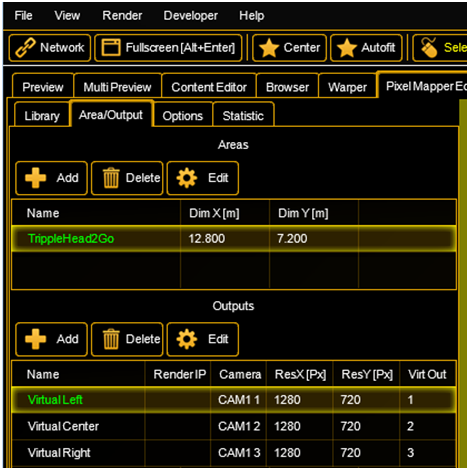 File View Render Developer Help
Network Fullscreen [Alt+Enter] Center Autofit Sele
Preview Multi Preview Content Editor Browser Warper Pixel Mapper Ed
Library Area/Output Options Statistic
Areas
Add Delete Edit
Name Dim X [m] Dim Y [m]
TrippleHead2Go 12.800 7.200
Outputs
Add Delete Edit
Name Render IP Camera ResX [Px] ResY [Px] Virt Out
Virtual Left CAM1 1 1280 720 1
Virtual Center CAM1 2 1280 720 2
Virtual Right CAM1 3 1280 720 3